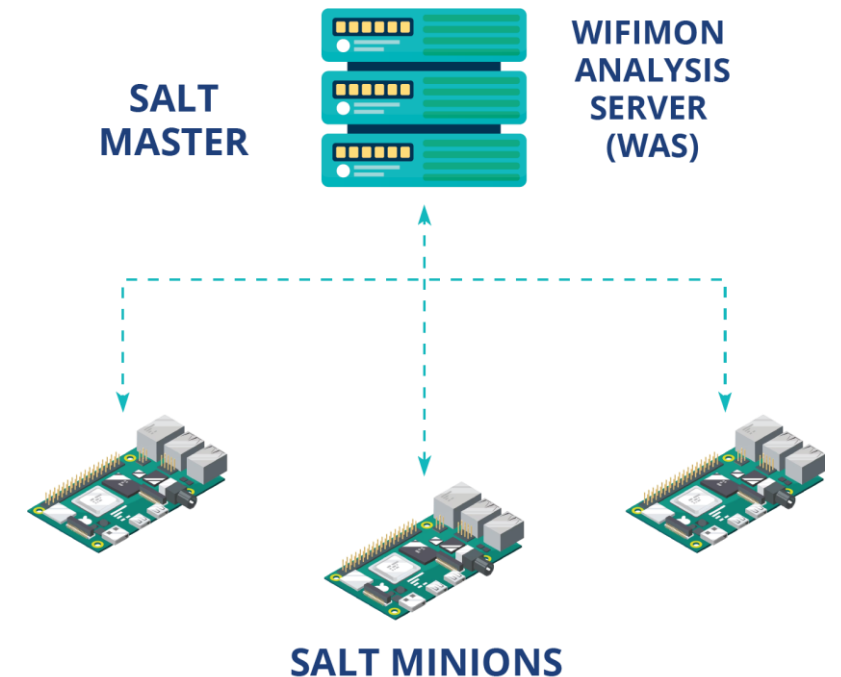 SALT
MASTER
WIFIMON
ANALYSIS
SERVER
(WAS)
SALT MINIONS